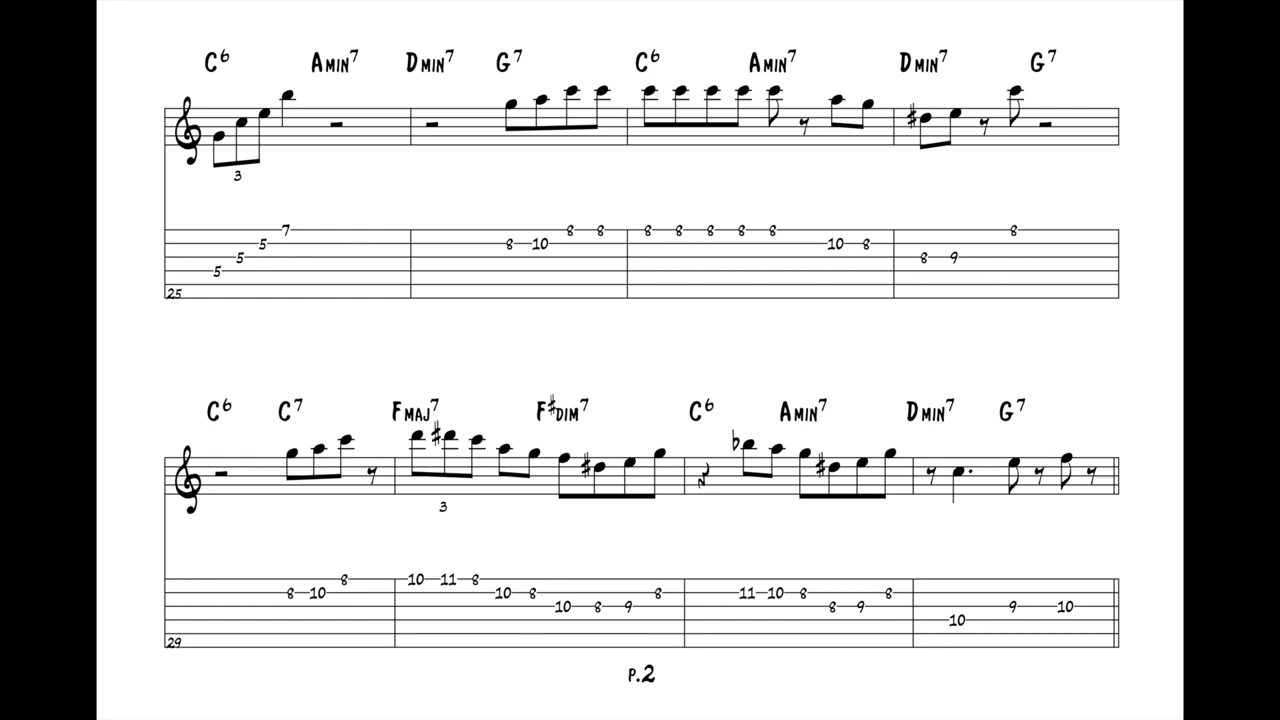 C6 Amin7 Dmin7 G7 C6 Amin7 Dmin7 G7
3
7
5 8 10 8 8 8 8 8 8 8 10 8 8
5 8 9
5
25
C6 C7 Fmaj7 F#dim7 C6 Amin7 Dmin7 G7
3
8 10 11 8
8 10 10 8 8 11 10 8 8
10 8 9 8 9 9 10
10
29
P.2